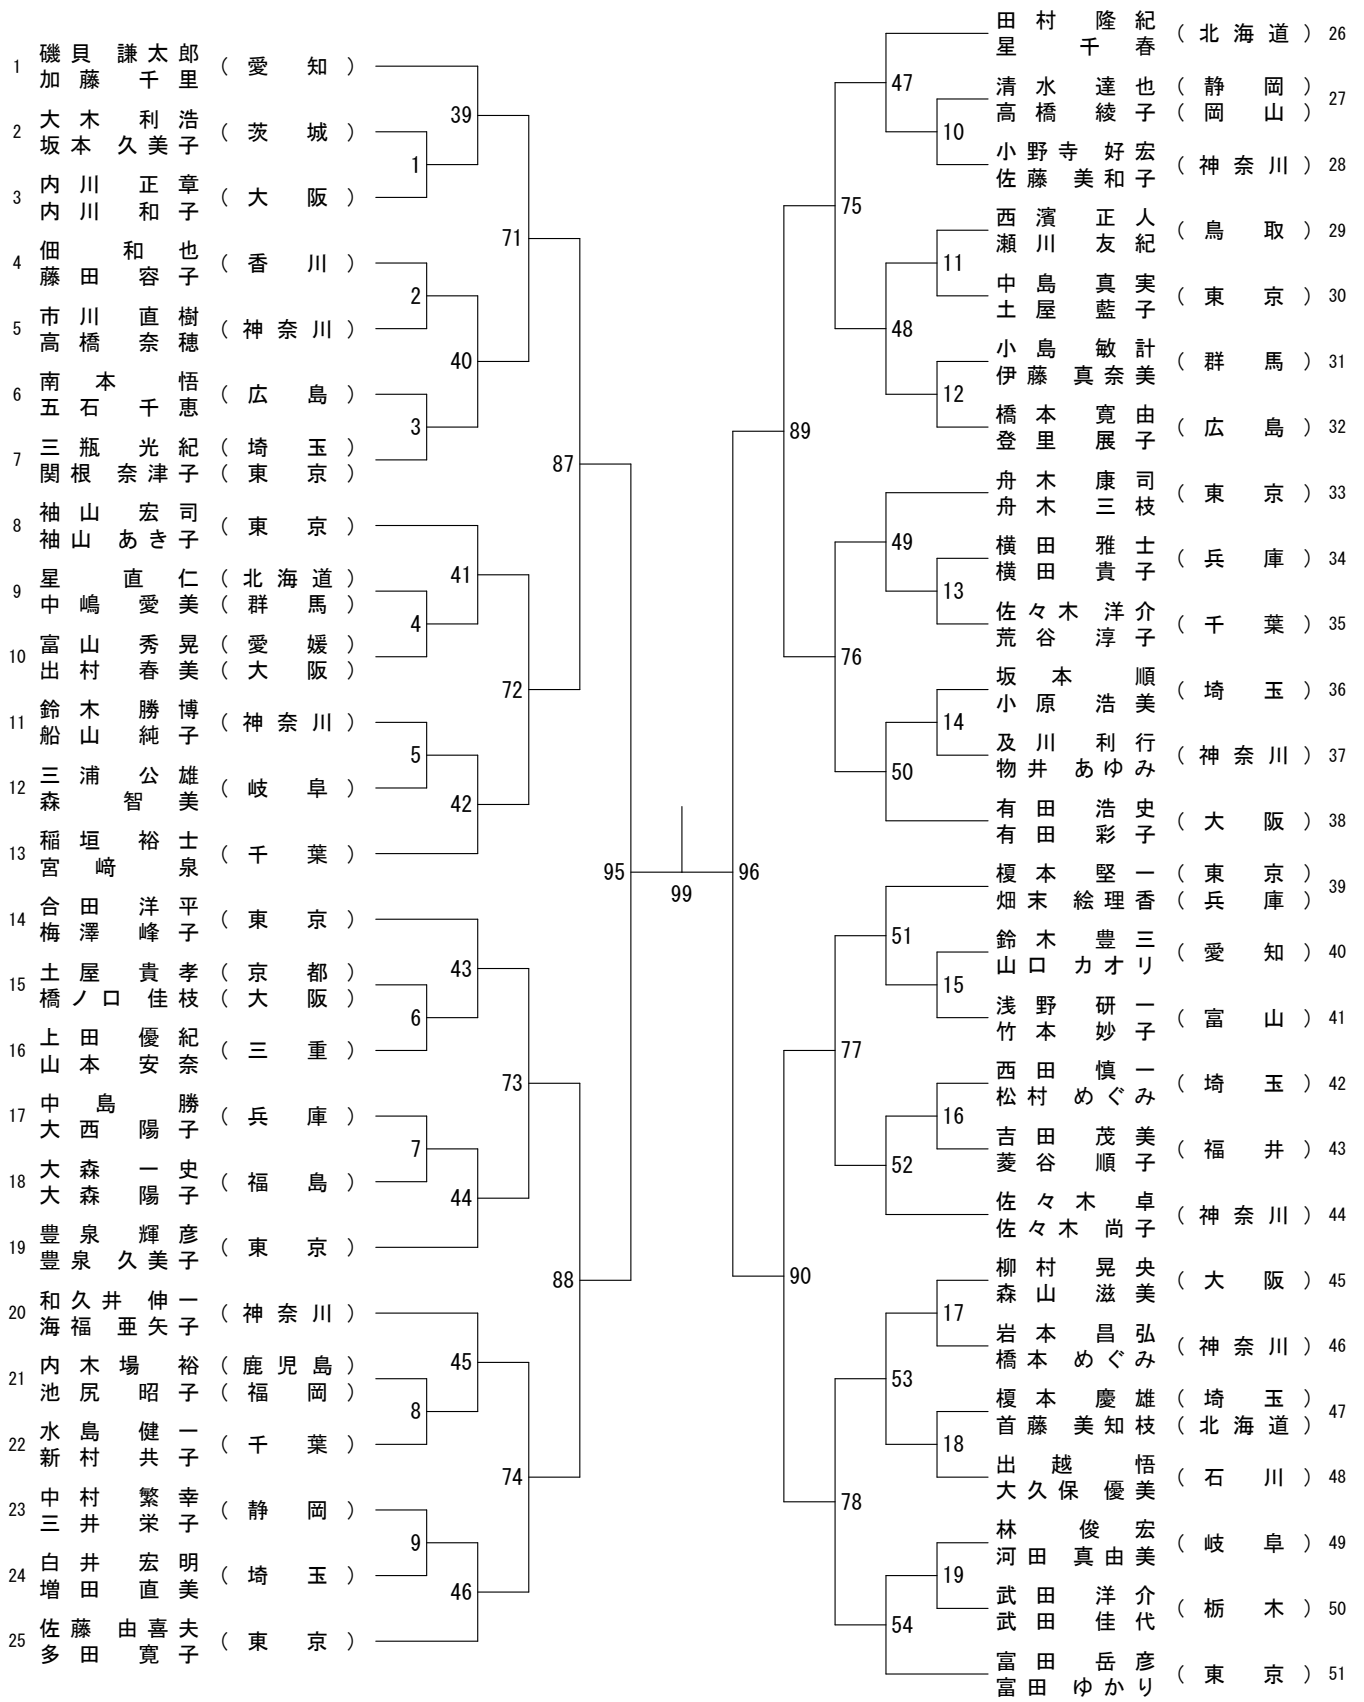 1 磯貝 謙太郎 (愛知)
加藤 千里
2 大木 利浩 (茨城)
坂本 久美子
3 内川 正章 (大阪)
内川 和子
4 佃 和也 (香川)
藤田 容子
5 市川 直樹 (神奈川)
高橋 奈穂
6 南本 悟 (広島)
五石 千恵
7 三瓶 光紀 (埼玉)
関根 奈津子 (東京)
8 袖山 宏司 (東京)
袖山 あき子
9 星 直仁 (北海道)
中嶋 愛美 (群馬)
10 富山 秀晃 (愛媛)
出村 春美 (大阪)
11 鈴木 勝博 (神奈川)
船山 純子
12 三浦 公雄 (岐阜)
森 智美
13 稲垣 裕士 (千葉)
宮﨑 泉
14 合田 洋平 (東京)
梅澤 峰子
15 土屋 貴孝 (京都)
橋ノ口 佳枝 (大阪)
16 上田 優紀 (三重)
山本 安奈
17 中島 勝 (兵庫)
大西 陽子
18 大森 一史 (福島)
大森 陽子
19 豊泉 輝彦 (東京)
豊泉 久美子
20 和久井 伸一 (神奈川)
海福 亜矢子
21 内木場 裕 (鹿児島)
池尻 昭子 (福岡)
22 水島 健一 (千葉)
新村 共子
23 中村 繁幸 (静岡)
三井 栄子
24 白井 宏明 (埼玉)
増田 直美
25 佐藤 由喜夫 (東京)
多田 寛子
1
2
3
4
5
6
7
8
9
39
40
41
42
43
44
45
46
71
72
73
74
87
88
95
99
96
89
90
75
76
77
78
47
48
49
50
51
52
53
54
10
11
12
13
14
15
16
17
18
19
田村 隆紀 (北海道) 26
星 千春
清水 達也 (静岡) 27
高橋 綾子 (岡山)
小野寺 好宏 (神奈川) 28
佐藤 美和子
西濱 正人 (鳥取) 29
瀬川 友紀
中島 真実 (東京) 30
土屋 藍子
小島 敏計 (群馬) 31
伊藤 真奈美
橋本 寛由 (広島) 32
登里 展子
舟木 康司 (東京) 33
舟木 三枝
横田 雅士 (兵庫) 34
横田 貴子
佐々木 洋介 (千葉) 35
荒谷 淳子
坂本 順 (埼玉) 36
小原 浩美
及川 利行 (神奈川) 37
物井 あゆみ
有田 浩史 (大阪) 38
有田 彩子
榎本 堅一 (東京) 39
畑末 絵理香 (兵庫)
鈴木 豊三 (愛知) 40
山口 カオリ
浅野 研一 (富山) 41
竹本 妙子
西田 慎一 (埼玉) 42
松村 めぐみ
吉田 茂美 (福井) 43
菱谷 順子
佐々木 卓 (神奈川) 44
佐々木 尚子
柳村 晃央 (大阪) 45
森山 滋美
岩本 昌弘 (神奈川) 46
橋本 めぐみ
榎本 慶雄 (埼玉) 47
首藤 美知枝 (北海道)
出越 悟 (石川) 48
大久保 優美
林 俊宏 (岐阜) 49
河田 真由美
武田 洋介 (栃木) 50
武田 佳代
富田 岳彦 (東京) 51
富田 ゆかり